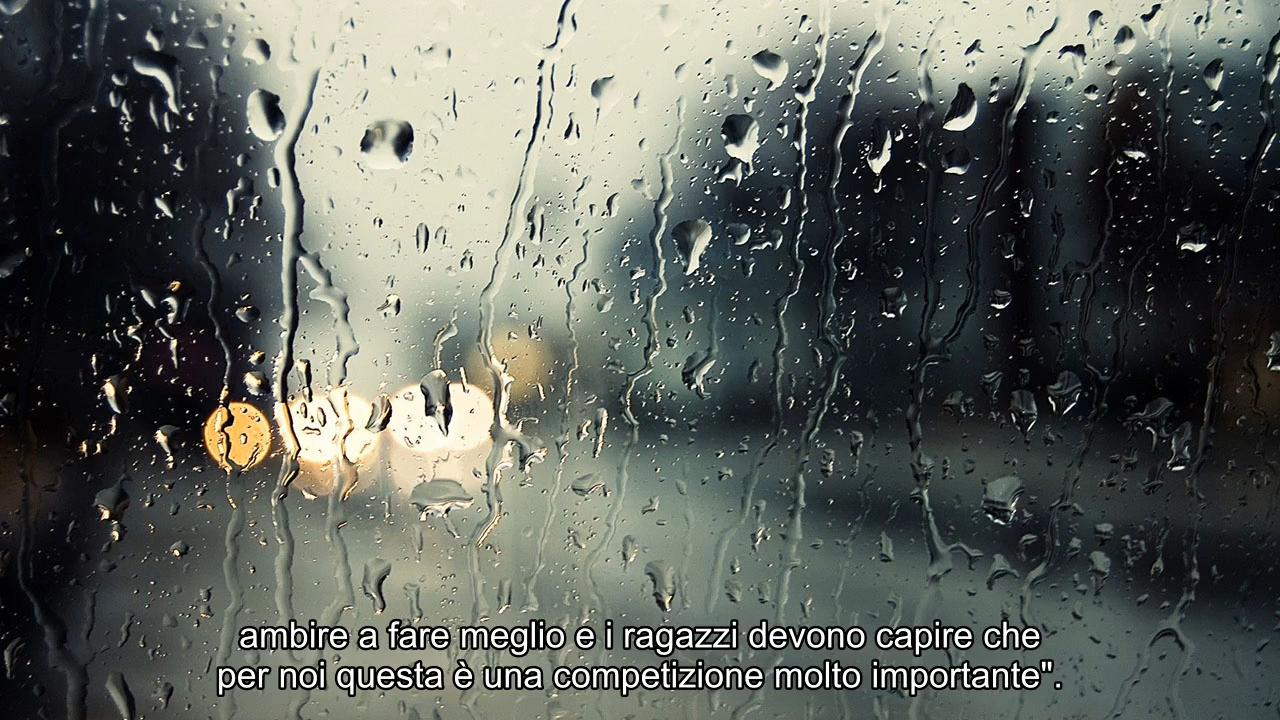 ambire a fare meglio e i ragazzi devono capire che
per noi questa è una competizione molto importante".